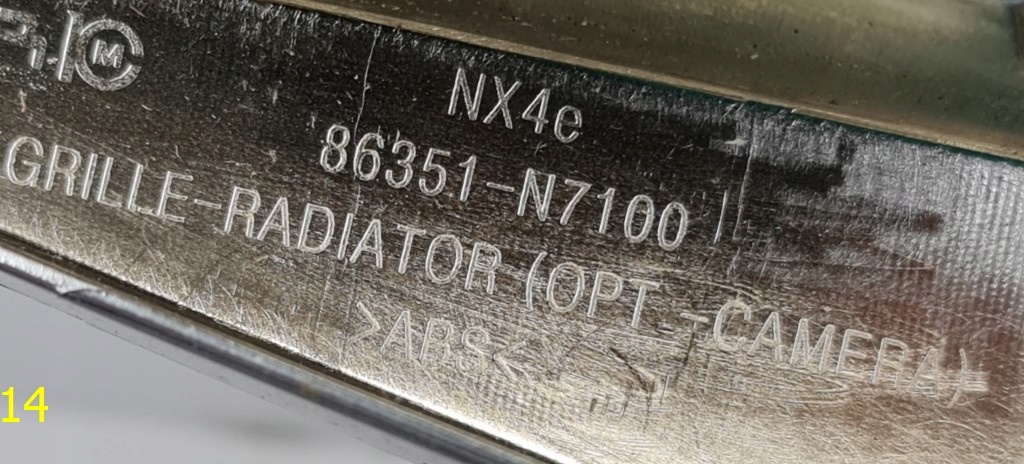 NX4e
86351-N7100
GRILLE-RADIATOR (OPT -CAMERA)
>ABS<
14